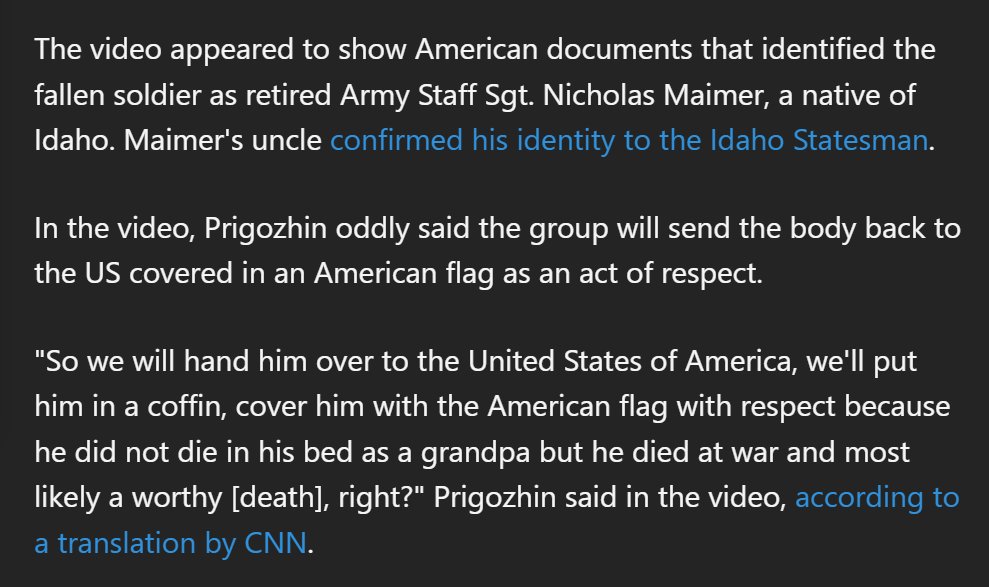 The video appeared to show American documents that identified the
fallen soldier as retired Army Staff Sgt. Nicholas Maimer, a native of
Idaho. Maimer's uncle confirmed his identity to the Idaho Statesman.
In the video, Prigozhin oddly said the group will send the body back to
the US covered in an American flag as an act of respect.
"So we will hand him over to the United States of America, we'll put
him in a coffin, cover him with the American flag with respect because
he did not die in his bed as a grandpa but he died at war and most
likely a worthy [death], right?" Prigozhin said in the video, according to
a translation by CNN.